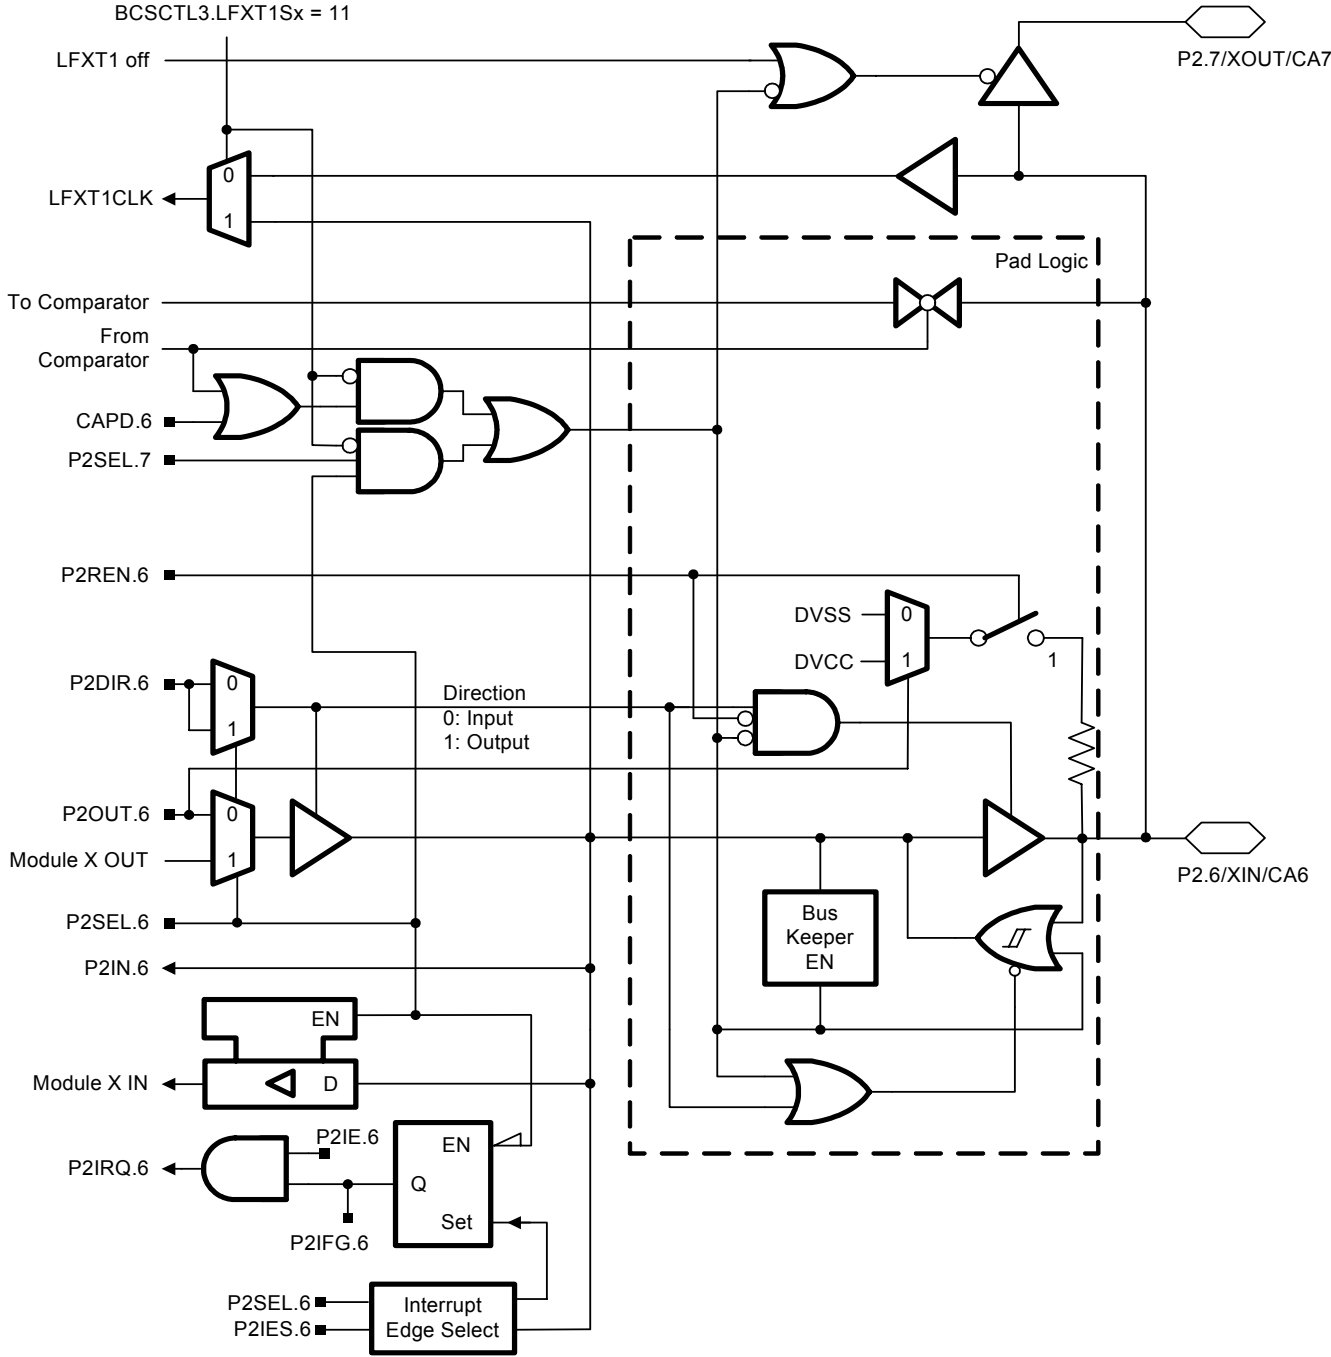 BCSCTL3.LFXT1Sx = 11
LFXT1 off
P2.7/XOUT/CA7
0
LFXT1CLK
1
Pad Logic
To Comparator
From
Comparator
CAPD.6
P2SEL.7
P2REN.6
DVSS
0
DVCC
1
1
P2DIR.6
0
1
Direction
0: Input
1: Output
P2OUT.6
0
Module X OUT
1
P2.6/XIN/CA6
P2SEL.6
Bus
Keeper
EN
P2IN.6
EN
Module X IN
D
P2IE.6
EN
P2IRQ.6
Q
Set
P2IFG.6
P2SEL.6
P2IES.6
Interrupt
Edge Select